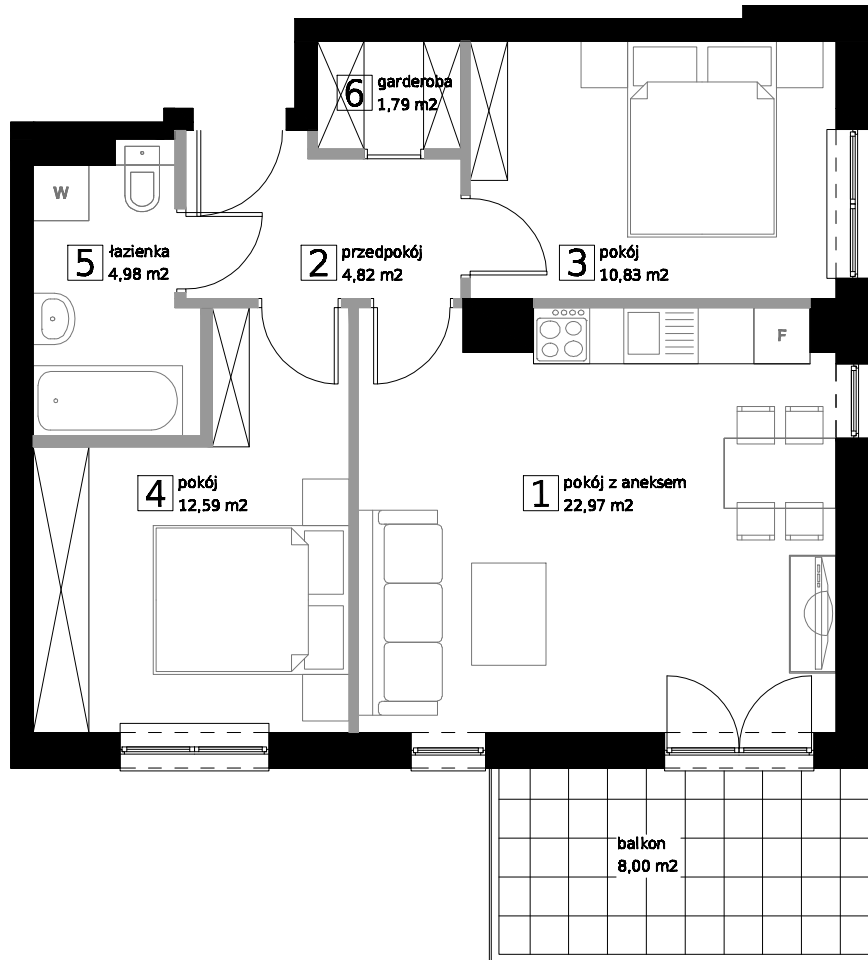 6 garderoba
1,79 m2
W
5 łazienka
4,98 m2
2 przedpokój
4,82 m2
3 pokój
10,83 m2
F
4 pokój
12,59 m2
1 pokój z aneksem
22,97 m2
balkon
8,00 m2